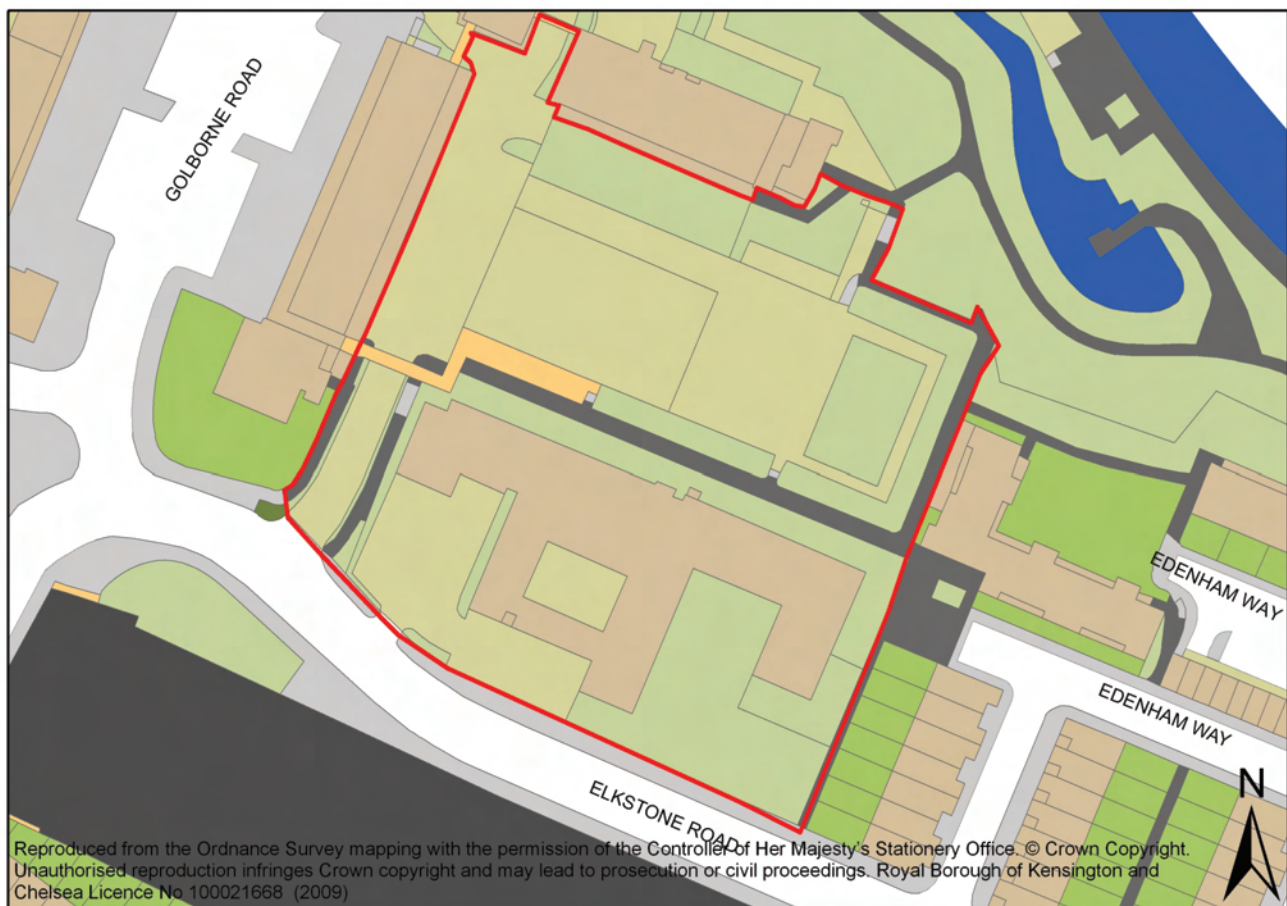 GOLBORNE ROAD
EDENHAM WAY
EDENHAM WAY
ELKSTONE ROAD
N
Reproduced from the Ordnance Survey mapping with the permission of the Controller of Her Majesty's Stationery Office. © Crown Copyright.
Unauthorised reproduction infringes Crown copyright and may lead to prosecution or civil proceedings. Royal Borough of Kensington and
Chelsea Licence No 100021668 (2009)